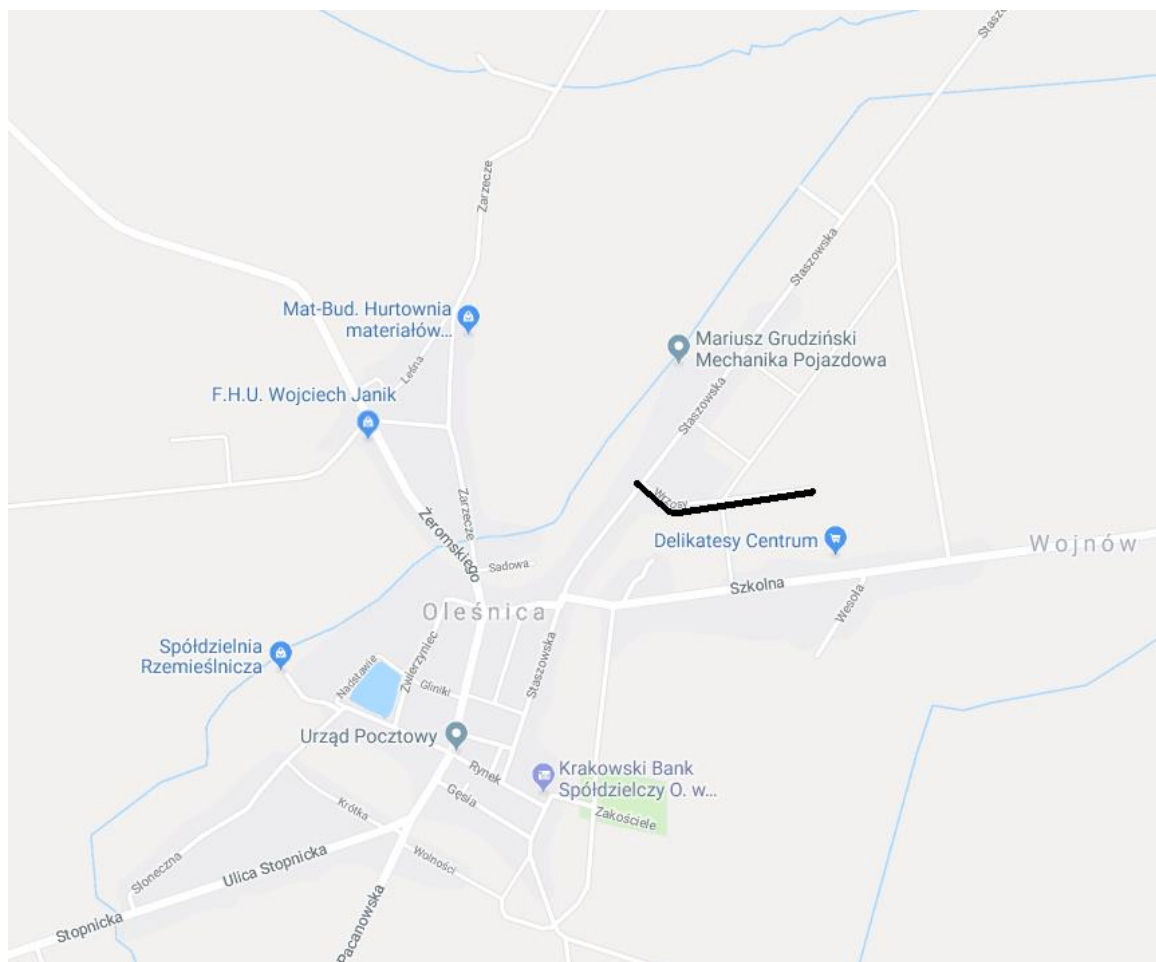 Staszowska
Zarzecze
Staszowska
Mat-Bud. Hurtownia
materiałów...
Mariusz Grudziński
Mechanika Pojazdowa
Leśna
Staszowska
F.H.U. Wojciech Janik
Zarzecze
Wrzosy
Żeromskiego
Delikatesy Centrum
Wojnów
Sadowa
Szkolna
Oleśnica
Wesoła
Spółdzielnia
Rzemieślnicza
Zwierzyniec
Staszowska
Nadstawie
Gliniki
Urząd Pocztowy
Rynek
Krakowski Bank
Spółdzielczy O. w...
Gęsia
Krótka
Zakościele
Wolności
Słoneczna
Ulica Stopnicka
Stopnicka
Pacanowska